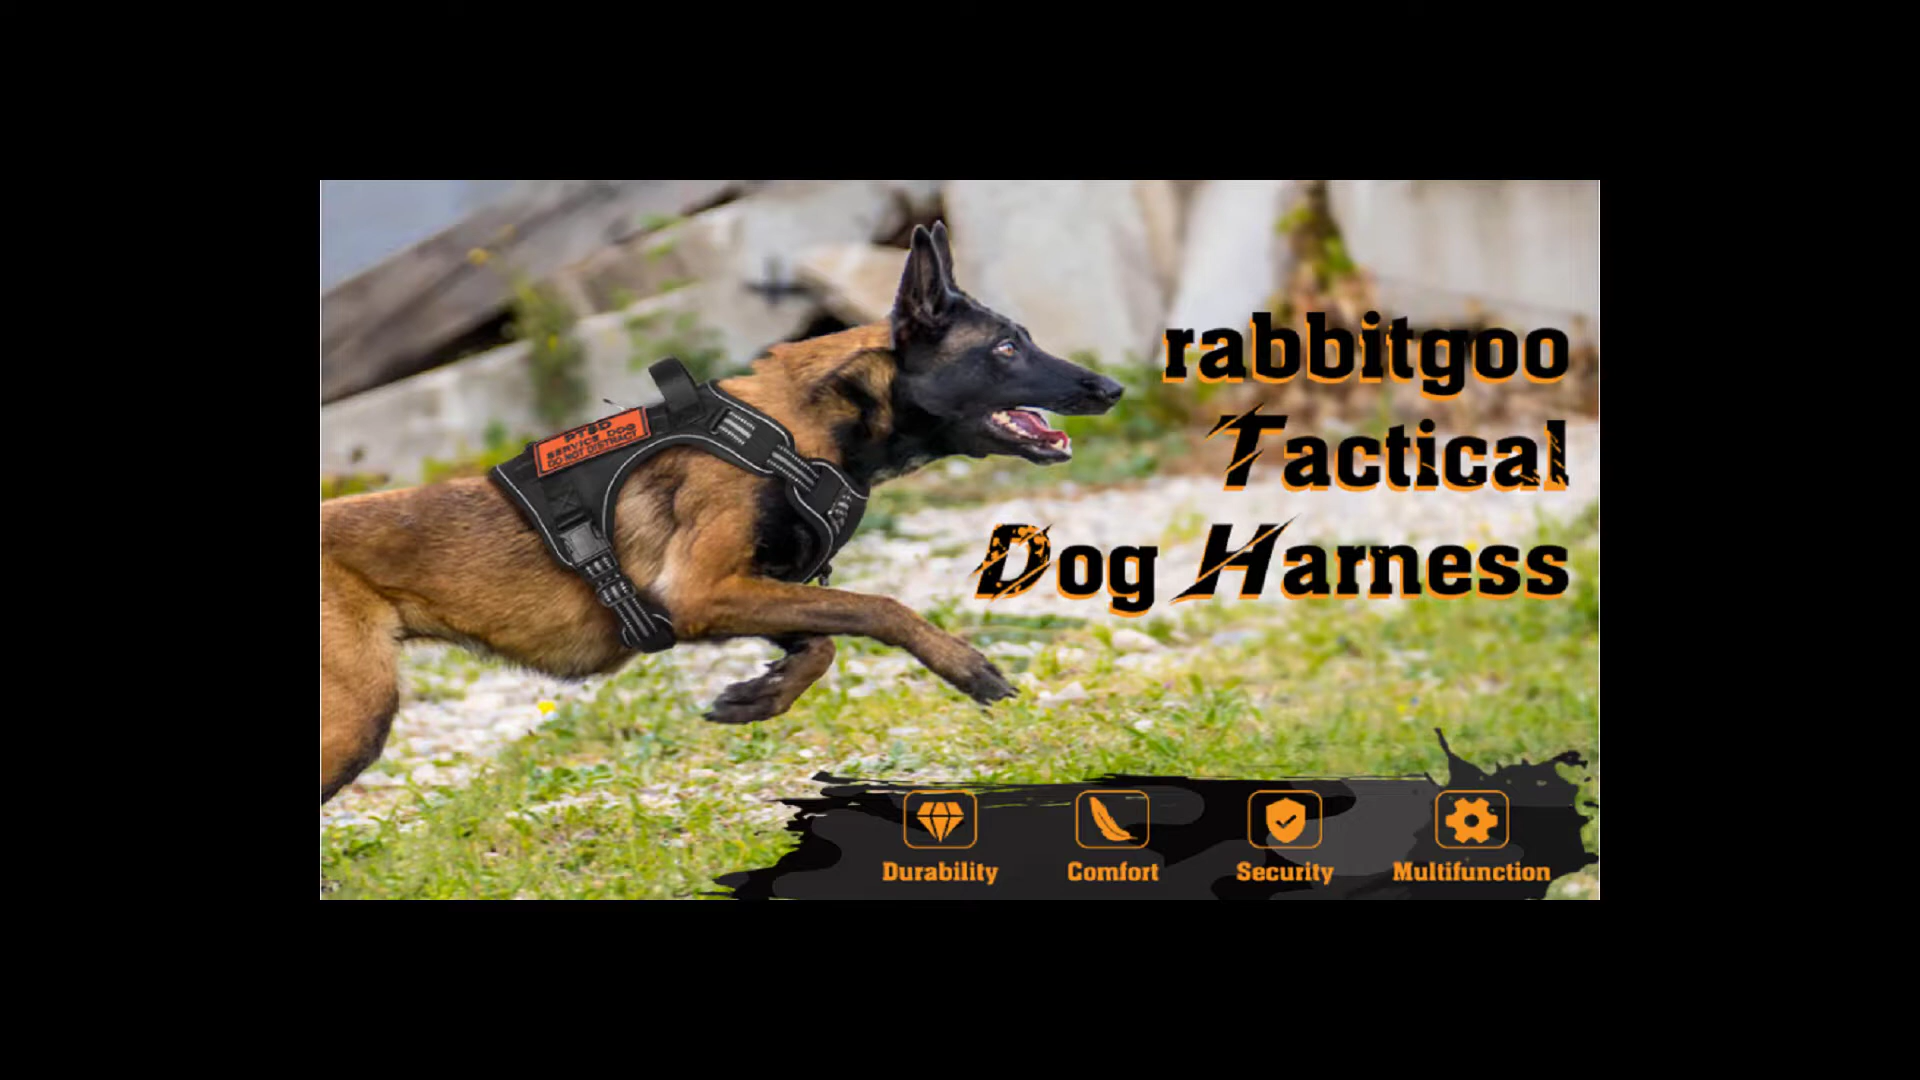 PTSD
SERVICE DOG
DO NOT DISTRACT
rabbitgoo
Tactical
Dog Harness
Durability
Comfort
Security
Multifunction